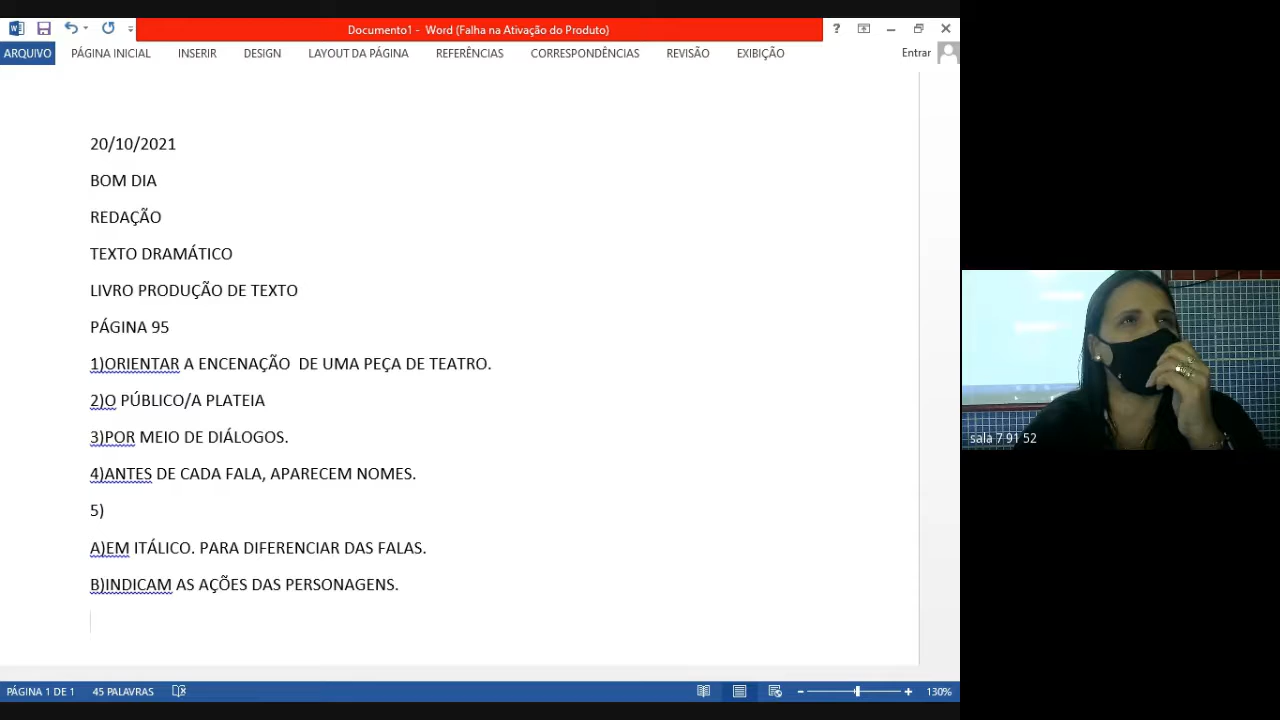 Documento1 - Word (Falha na Ativação do Produto)
?
ARQUIVO PÁGINA INICIAL INSERIR DESIGN LAYOUT DA PÁGINA REFERÊNCIAS CORRESPONDÊNCIAS REVISÃO EXIBIÇÃO Entrar
20/10/2021
BOM DIA
REDAÇÃO
TEXTO DRAMÁTICO
LIVRO PRODUÇÃO DE TEXTO
PÁGINA 95
1)ORIENTAR A ENCENAÇÃO  DE UMA PEÇA DE TEATRO.
2)O PÚBLICO/A PLATEIA
3)POR MEIO DE DIÁLOGOS.
4)ANTES DE CADA FALA, APARECEM NOMES.
5)
A)EM ITÁLICO. PARA DIFERENCIAR DAS FALAS.
B)INDICAM AS AÇÕES DAS PERSONAGENS.
PÁGINA 1 DE 1 45 PALAVRAS 130%
sala 7 91 52